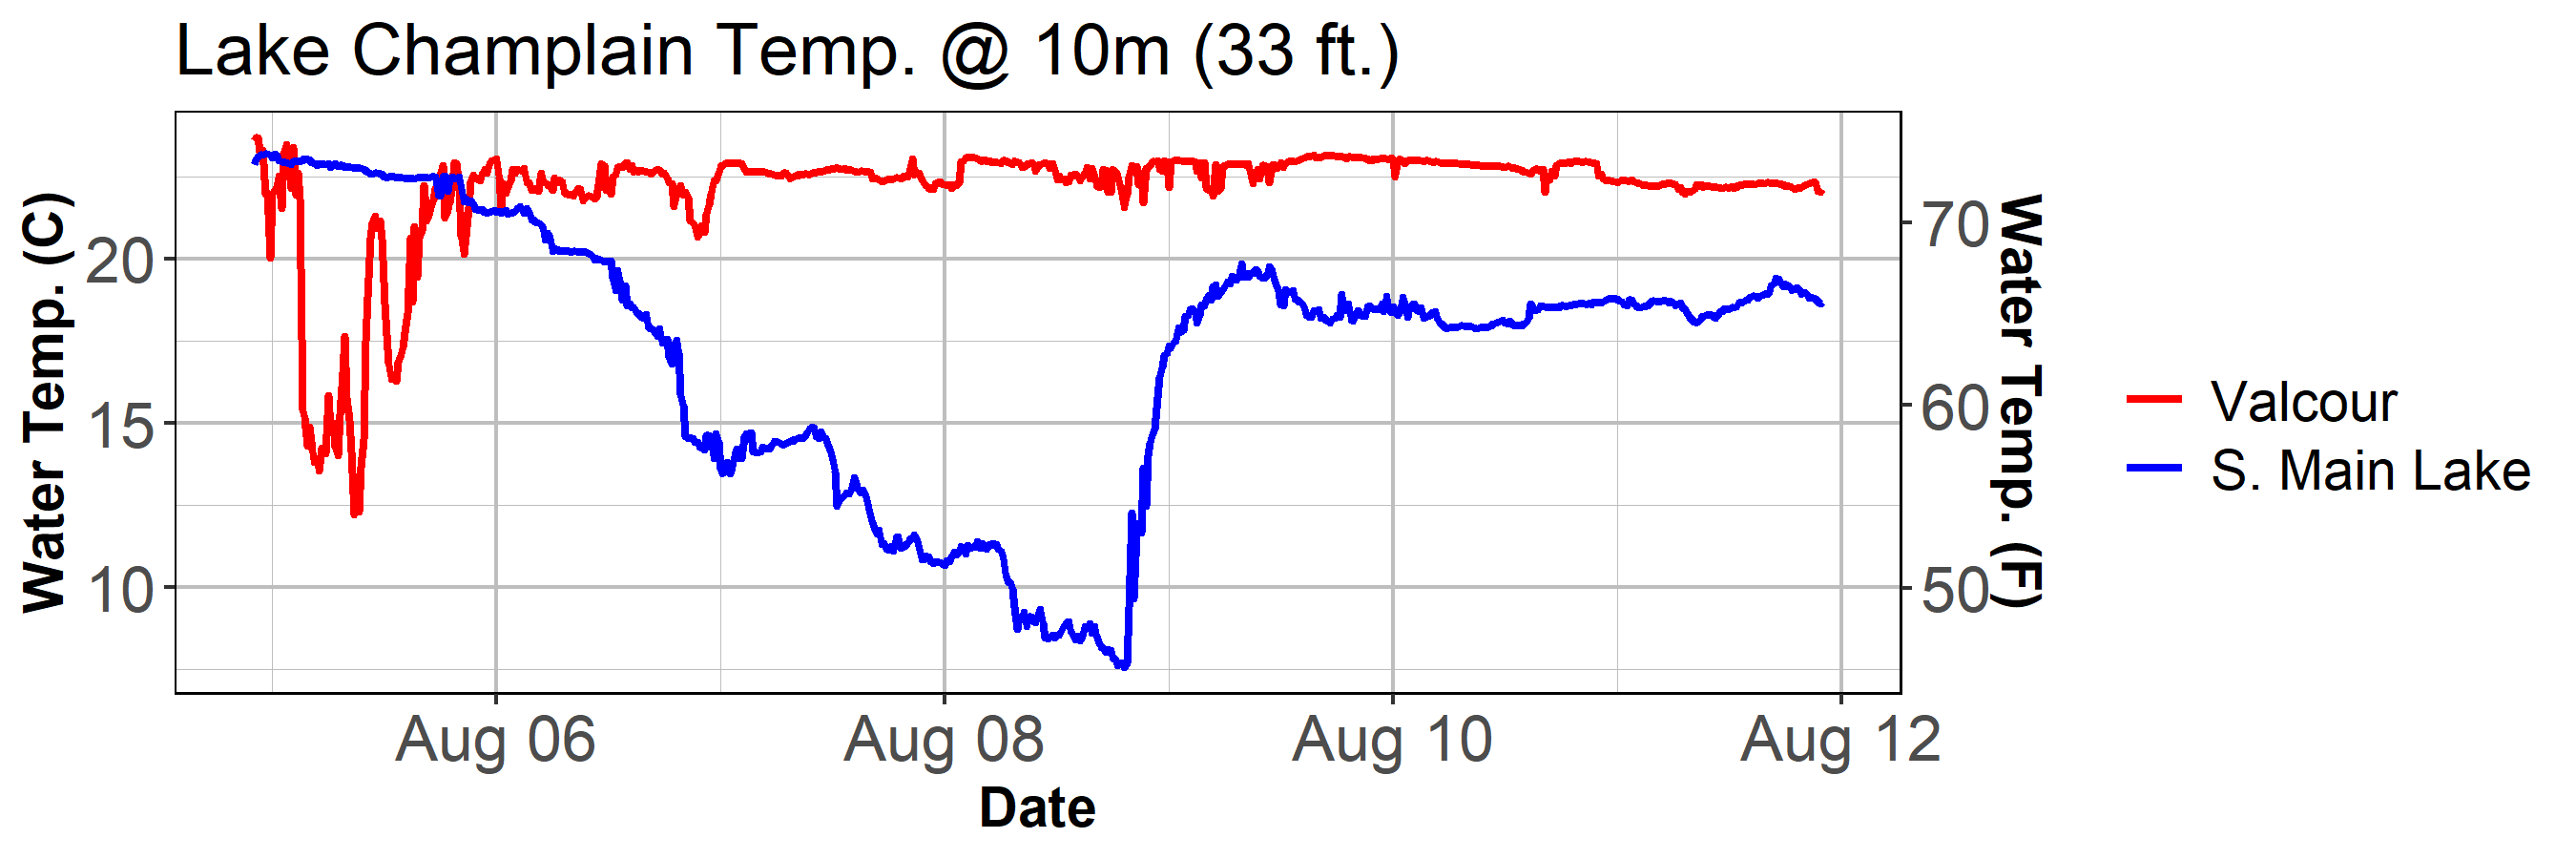 Lake Champlain Temp. @ 10m (33 ft.)
Water Temp. (C)
20
15
10
70
60
50
Water Temp. (F)
Aug 06
Aug 08
Aug 10
Aug 12
Date
Valcour
S. Main Lake